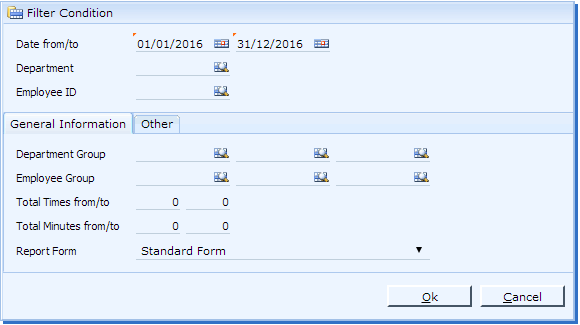 Filter Condition
Date from/to 01/01/2016 31/12/2016
Department
Employee ID
General Information Other
Department Group
Employee Group
Total Times from/to 0 0
Total Minutes from/to 0 0
Report Form Standard Form
Ok Cancel